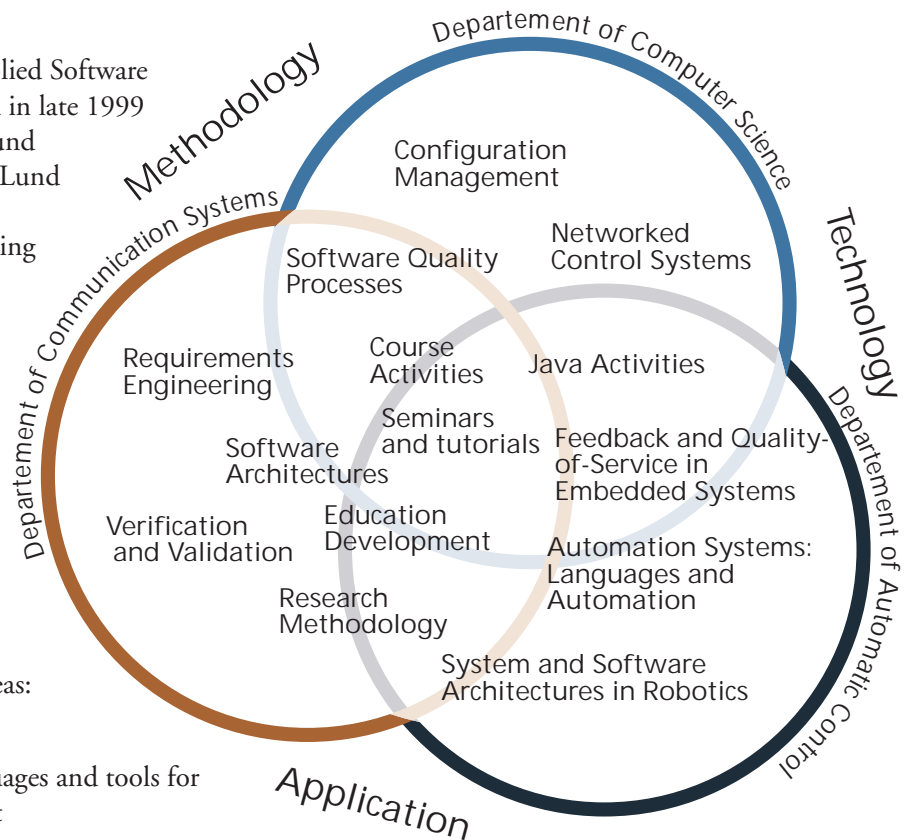 lied Software
in late 1999
und
Lund
ing
eas:
uages and tools for
t
Methodology
Departement of Computer Science
Technology
Departement of Communication Systems
Departement of Automatic Control
Application
Configuration
Management
Networked
Control Systems
Software Quality
Processes
Requirements
Engineering
Course
Activities
Java Activities
Seminars
and tutorials
Feedback and Quality-
of-Service in
Embedded Systems
Software
Architectures
Education
Development
Verification
and Validation
Automation Systems:
Languages and
Automation
Research
Methodology
System and Software
Architectures in Robotics